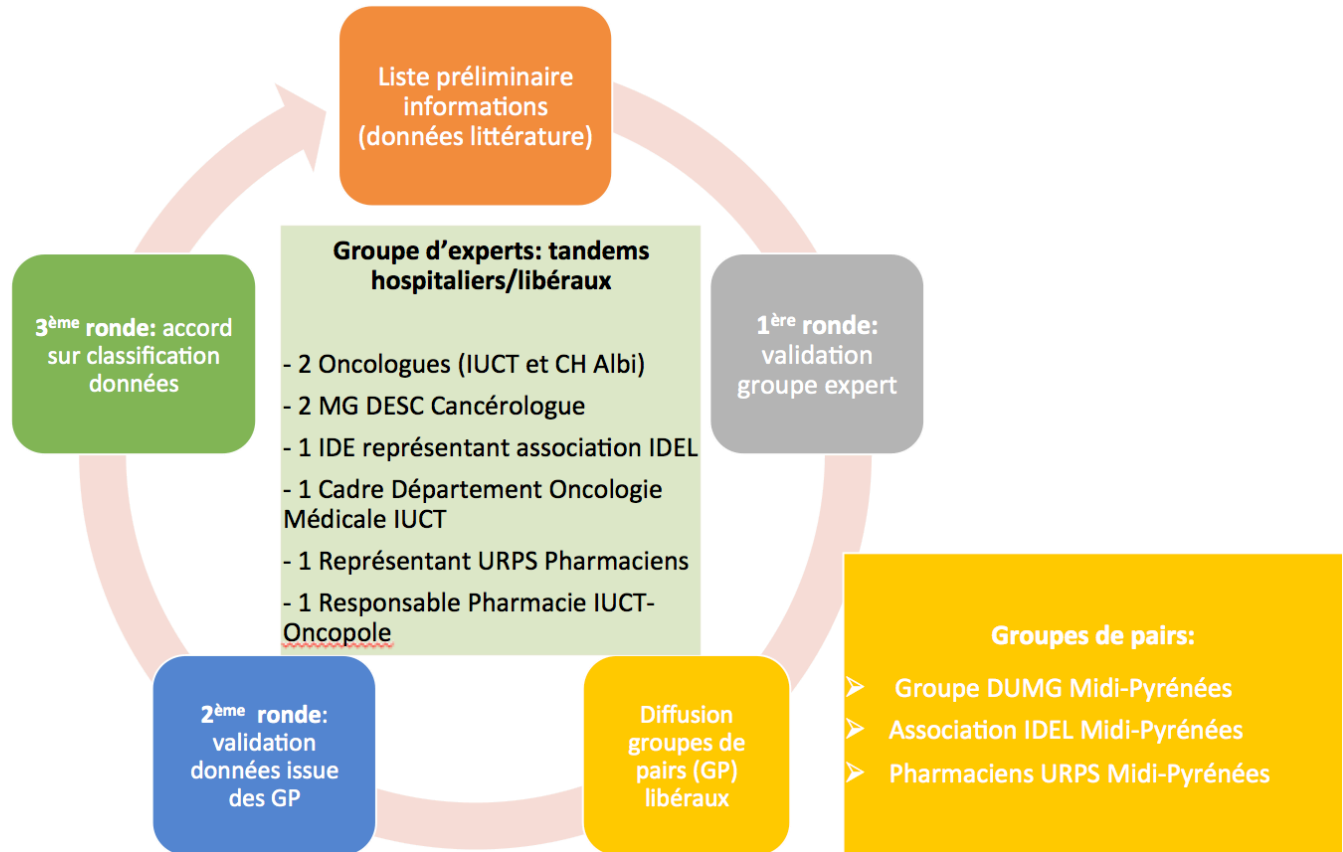 Liste préliminaire
informations
(données littérature)
Groupe d’experts: tandems
hospitaliers/libéraux
- 2 Oncologues (IUCT et CH Albi)
- 2 MG DESC Cancérologue
- 1 IDE représentant association IDEL
- 1 Cadre Département Oncologie
Médicale IUCT
- 1 Représentant URPS Pharmaciens
- 1 Responsable Pharmacie IUCT-
Oncopole
1ère ronde:
validation
groupe expert
Diffusion
groupes de
pairs (GP)
libéraux
Groupes de pairs:
➢ Groupe DUMG Midi-Pyrénées
➢ Association IDEL Midi-Pyrénées
➢ Pharmaciens URPS Midi-Pyrénées
2ème ronde:
validation
données issue
des GP
3ème ronde: accord
sur classification
données